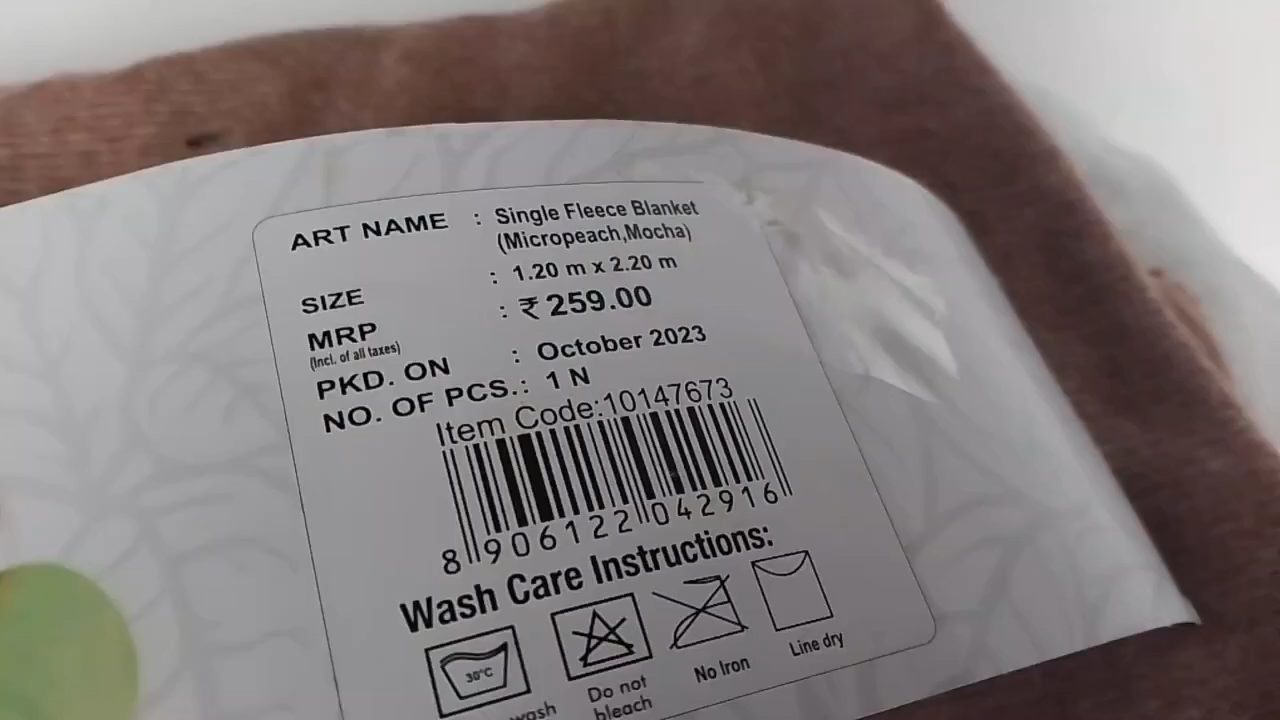 ART NAME : Single Fleece Blanket
(Micropeach,Mocha)
SIZE : 1.20 m x 2.20 m
MRP : ₹ 259.00
(Incl. of all taxes)
PKD. ON : October 2023
NO. OF PCS.: 1 N
Item Code:10147673
8 906122 042916
Wash Care Instructions:
30°C
wash
Do not
bleach
No Iron
Line dry